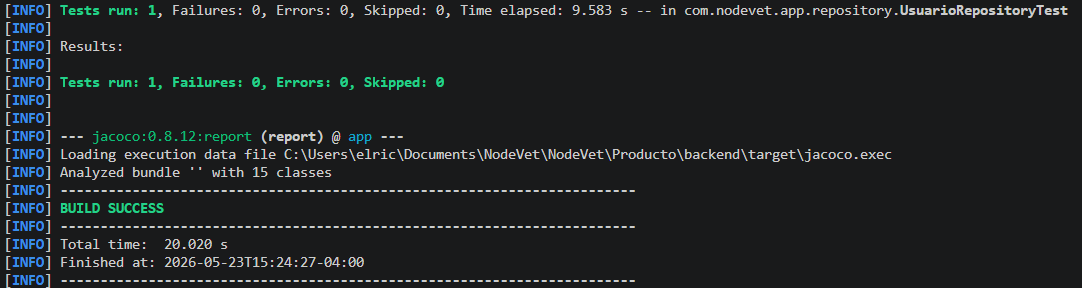 [INFO] Tests run: 1, Failures: 0, Errors: 0, Skipped: 0, Time elapsed: 9.583 s -- in com.nodevet.app.repository.UsuarioRepositoryTest
[INFO]
[INFO] Results:
[INFO]
[INFO] Tests run: 1, Failures: 0, Errors: 0, Skipped: 0
[INFO]
[INFO]
[INFO] --- jacoco:0.8.12:report (report) @ app ---
[INFO] Loading execution data file C:\Users\elric\Documents\NodeVet\NodeVet\Producto\backend\target\jacoco.exec
[INFO] Analyzed bundle '' with 15 classes
[INFO] ------------------------------------------------------------------------
[INFO] BUILD SUCCESS
[INFO] ------------------------------------------------------------------------
[INFO] Total time:  20.020 s
[INFO] Finished at: 2026-05-23T15:24:27-04:00
[INFO] ------------------------------------------------------------------------